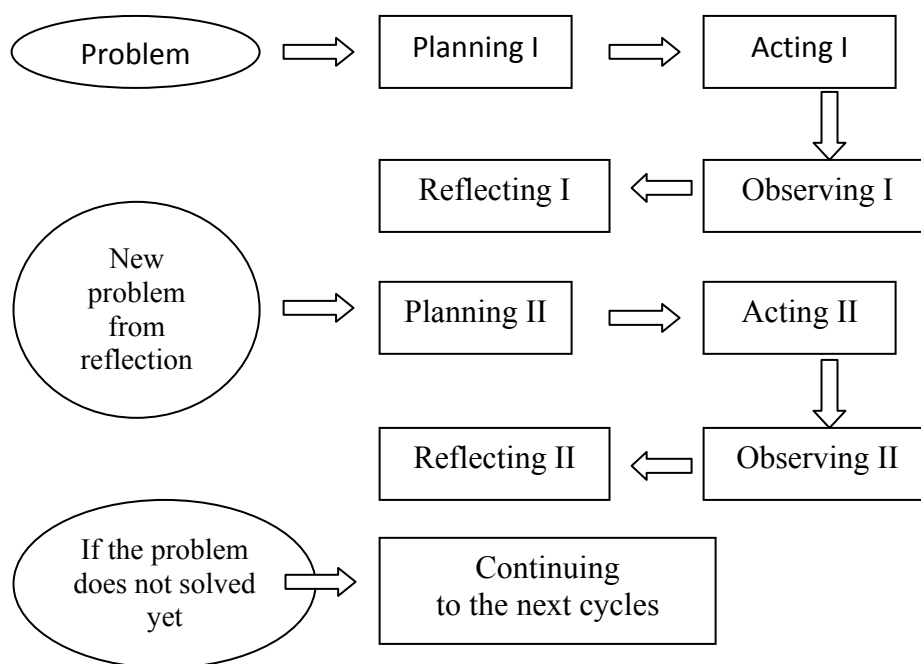 Problem
Planning I
Acting I
Reflecting I
Observing I
New
problem
from
reflection
Planning II
Acting II
Reflecting II
Observing II
If the problem
does not solved
yet
Continuing
to the next cycles